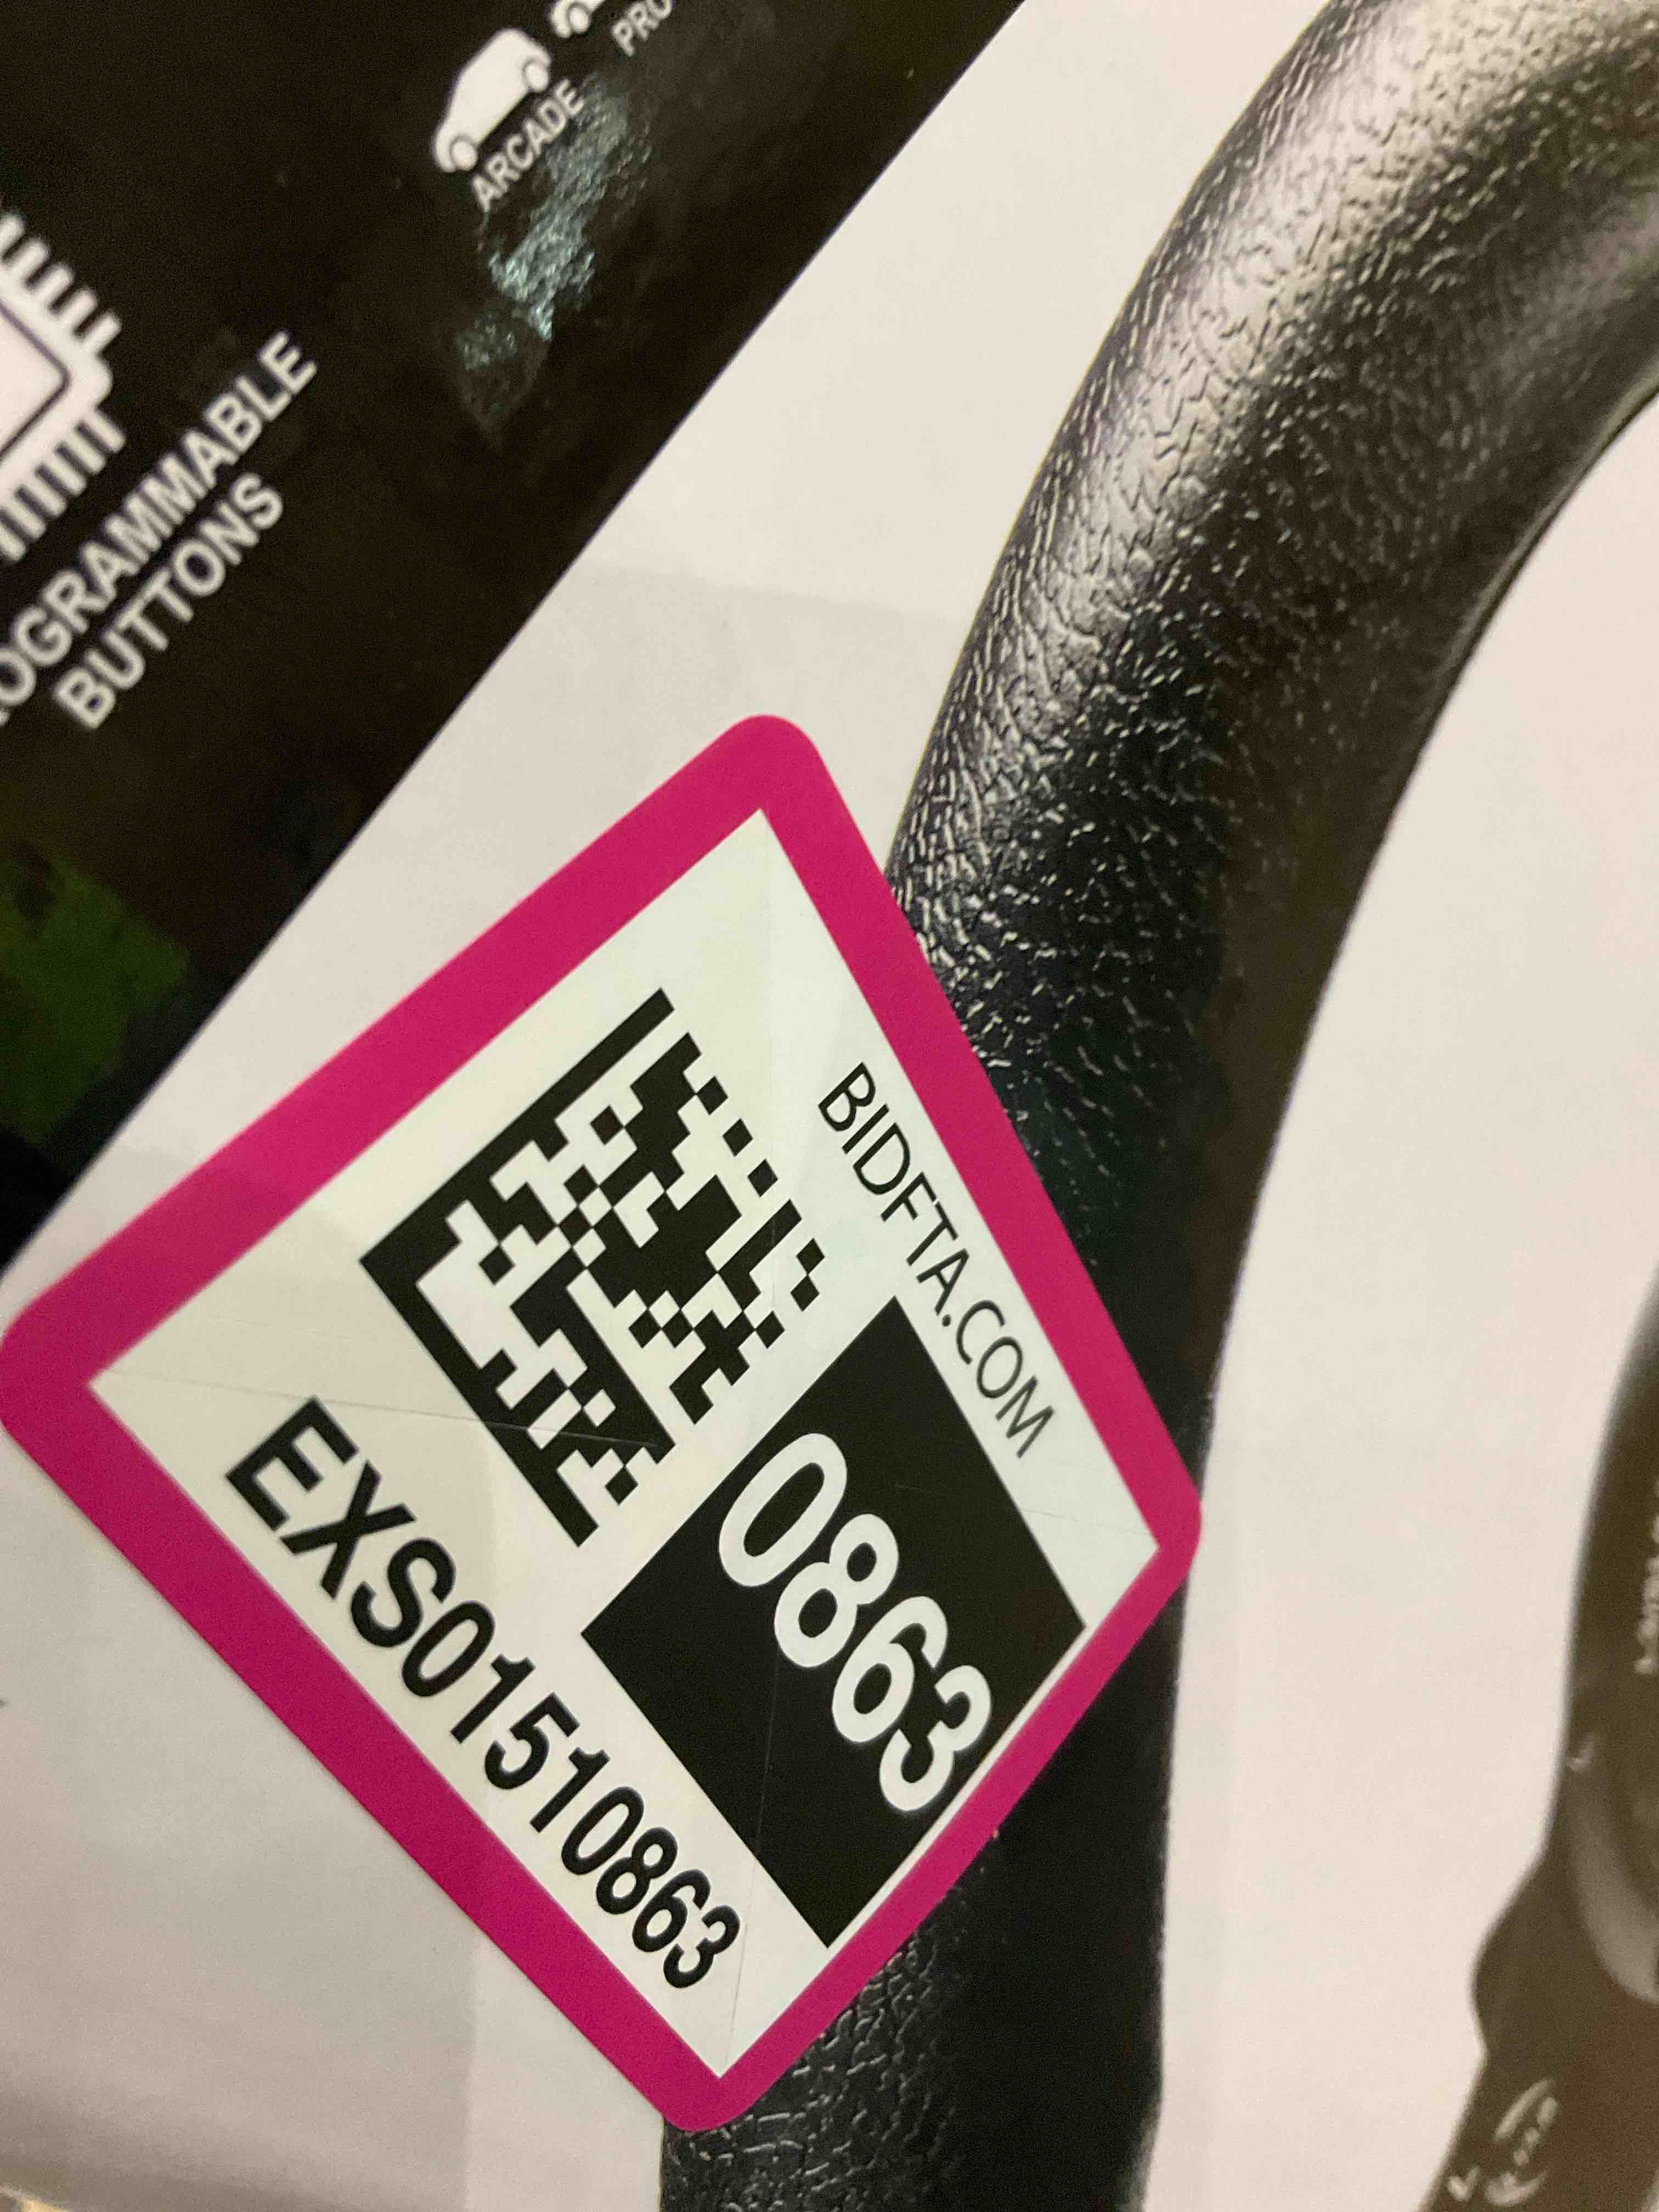 ARCADE
PRO
OGRAMMABLE
BUTTONS
BIDFTA.COM
0863
EXS01510863